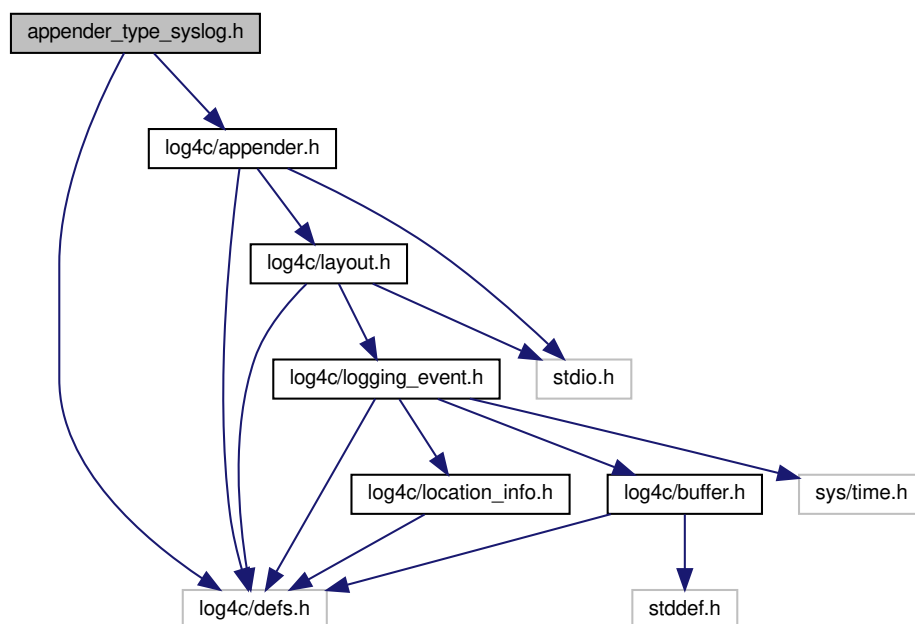 appender_type_syslog.h
log4c/appender.h
log4c/layout.h
log4c/logging_event.h
stdio.h
log4c/location_info.h
log4c/buffer.h
sys/time.h
log4c/defs.h
stddef.h